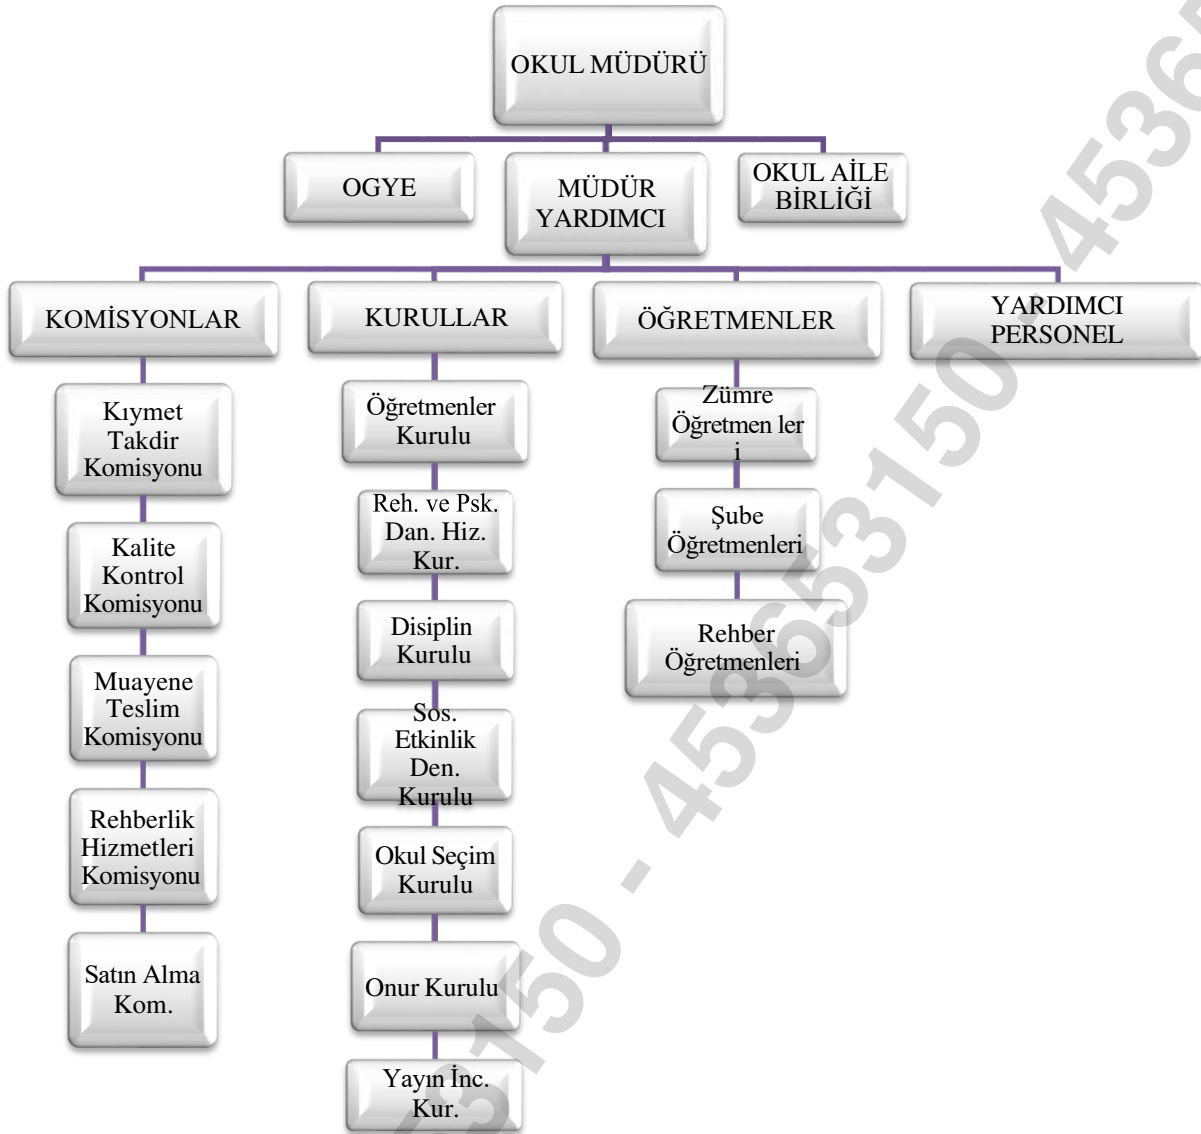 OKUL MÜDÜRÜ
OGYE
MÜDÜR
YARDIMCI
OKUL AİLE
BİRLİĞİ
KOMİSYONLAR
KURULLAR
ÖĞRETMENLER
YARDIMCI
PERSONEL
Kıymet
Takdir
Komisyonu
Kalite
Kontrol
Komisyonu
Muayene
Teslim
Komisyonu
Rehberlik
Hizmetleri
Komisyonu
Satın Alma
Kom.
Öğretmenler
Kurulu
Reh. ve Psk.
Dan. Hiz.
Kur.
Disiplin
Kurulu
Sos.
Etkinlik
Den.
Kurulu
Okul Seçim
Kurulu
Onur Kurulu
Yayın İnc.
Kur.
Zümre
Öğretmen ler
i
Şube
Öğretmenleri
Rehber
Öğretmenleri
53150 - 453653150 - 45365